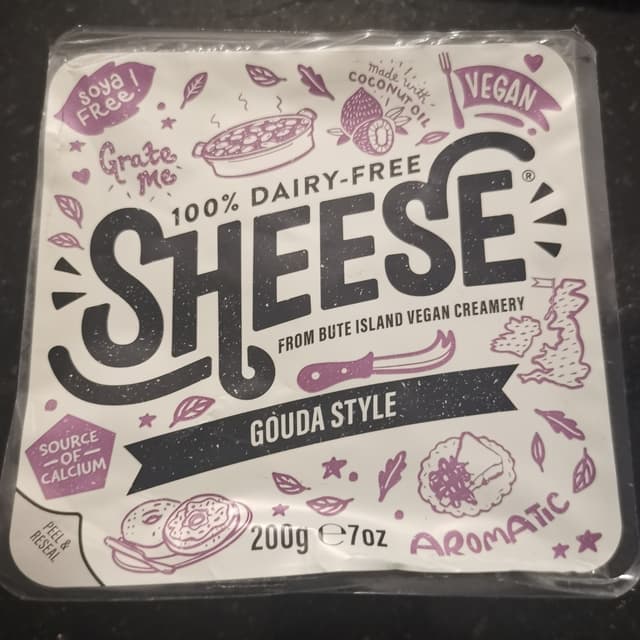 Soya
FREE!
Grate
Me
made with
COCONUT OIL
VEGAN
100% DAIRY-FREE
SHEESE®
FROM BUTE ISLAND VEGAN CREAMERY
GOUDA STYLE
SOURCE
OF
CALCIUM
PEEL &
RESEAL
200g ℮7oz
AROMATIC